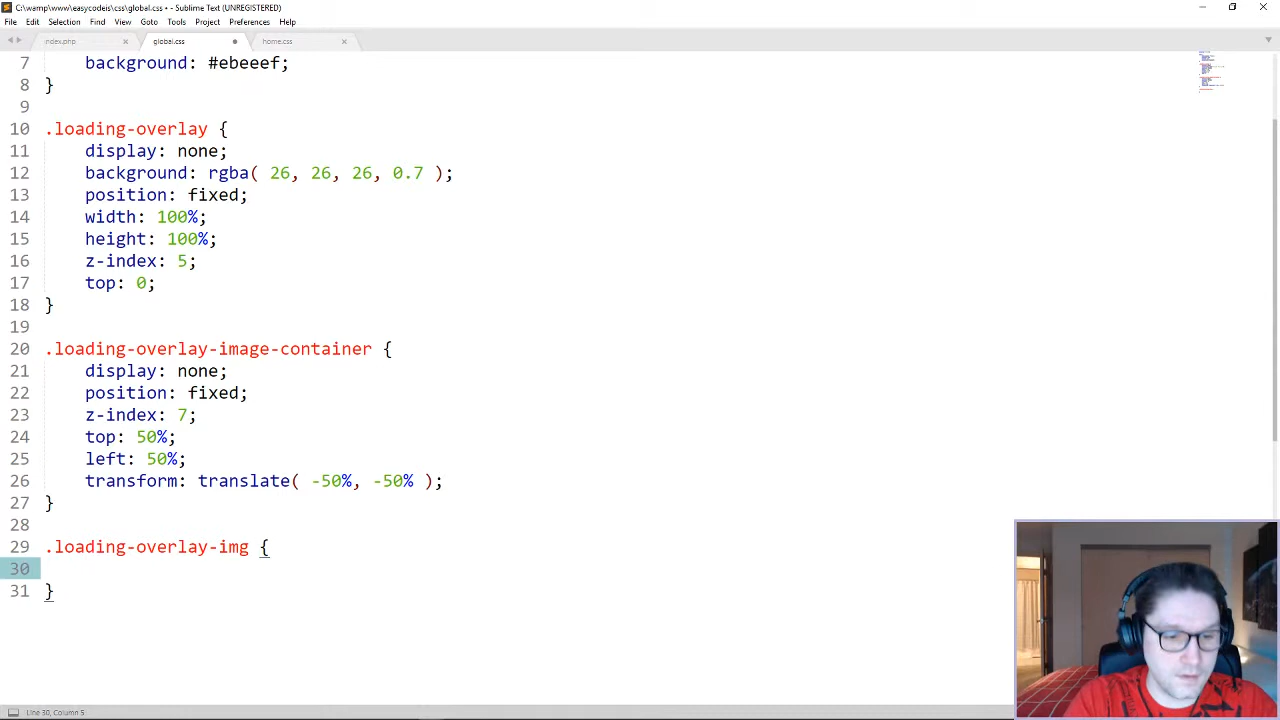 C:\wamp\www\easycodeis\css\global.css • - Sublime Text (UNREGISTERED)
File Edit Selection Find View Goto Tools Project Preferences Help
index.php global.css home.css
7 background: #ebeeef;
8 }
9
10 .loading-overlay {
11 display: none;
12 background: rgba( 26, 26, 26, 0.7 );
13 position: fixed;
14 width: 100%;
15 height: 100%;
16 z-index: 5;
17 top: 0;
18 }
19
20 .loading-overlay-image-container {
21 display: none;
22 position: fixed;
23 z-index: 7;
24 top: 50%;
25 left: 50%;
26 transform: translate( -50%, -50% );
27 }
28
29 .loading-overlay-img {
30
31 }
Line 30, Column 5